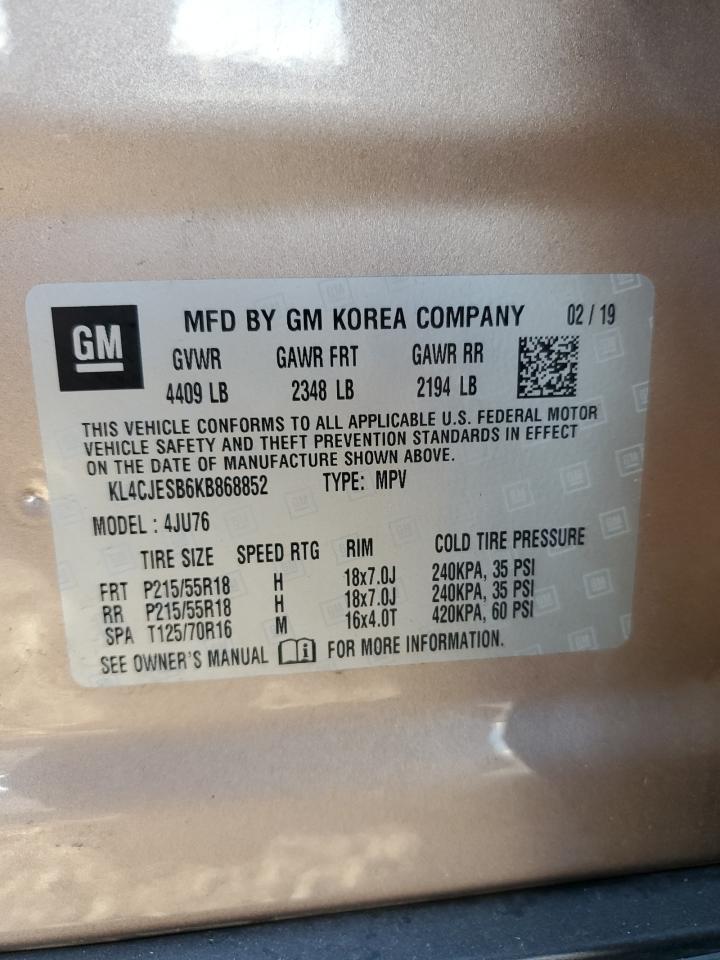 GM
MFD BY GM KOREA COMPANY 02 / 19
GVWR GAWR FRT GAWR RR
4409 LB 2348 LB 2194 LB
THIS VEHICLE CONFORMS TO ALL APPLICABLE U.S. FEDERAL MOTOR
VEHICLE SAFETY AND THEFT PREVENTION STANDARDS IN EFFECT
ON THE DATE OF MANUFACTURE SHOWN ABOVE.
KL4CJESB6KB868852 TYPE: MPV
MODEL : 4JU76
TIRE SIZE SPEED RTG RIM COLD TIRE PRESSURE
FRT P215/55R18 H 18x7.0J 240KPA, 35 PSI
RR P215/55R18 H 18x7.0J 240KPA, 35 PSI
SPA T125/70R16 M 16x4.0T 420KPA, 60 PSI
SEE OWNER'S MANUAL i FOR MORE INFORMATION.